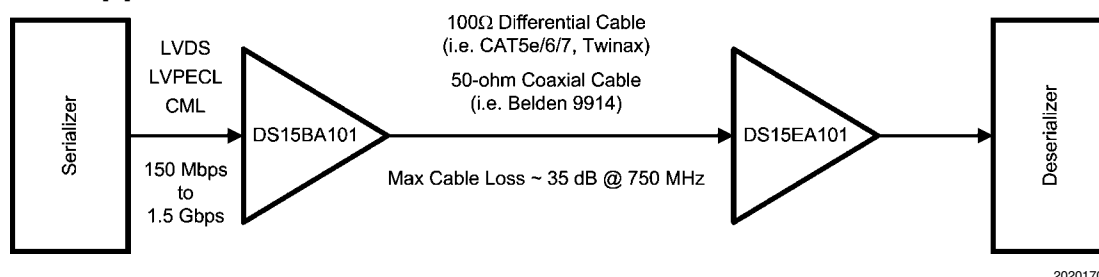 Serializer
LVDS
LVPECL
CML
150 Mbps
to
1.5 Gbps
DS15BA101
100Ω Differential Cable
(i.e. CAT5e/6/7, Twinax)
50-ohm Coaxial Cable
(i.e. Belden 9914)
Max Cable Loss ~ 35 dB @ 750 MHz
DS15EA101
Deserializer